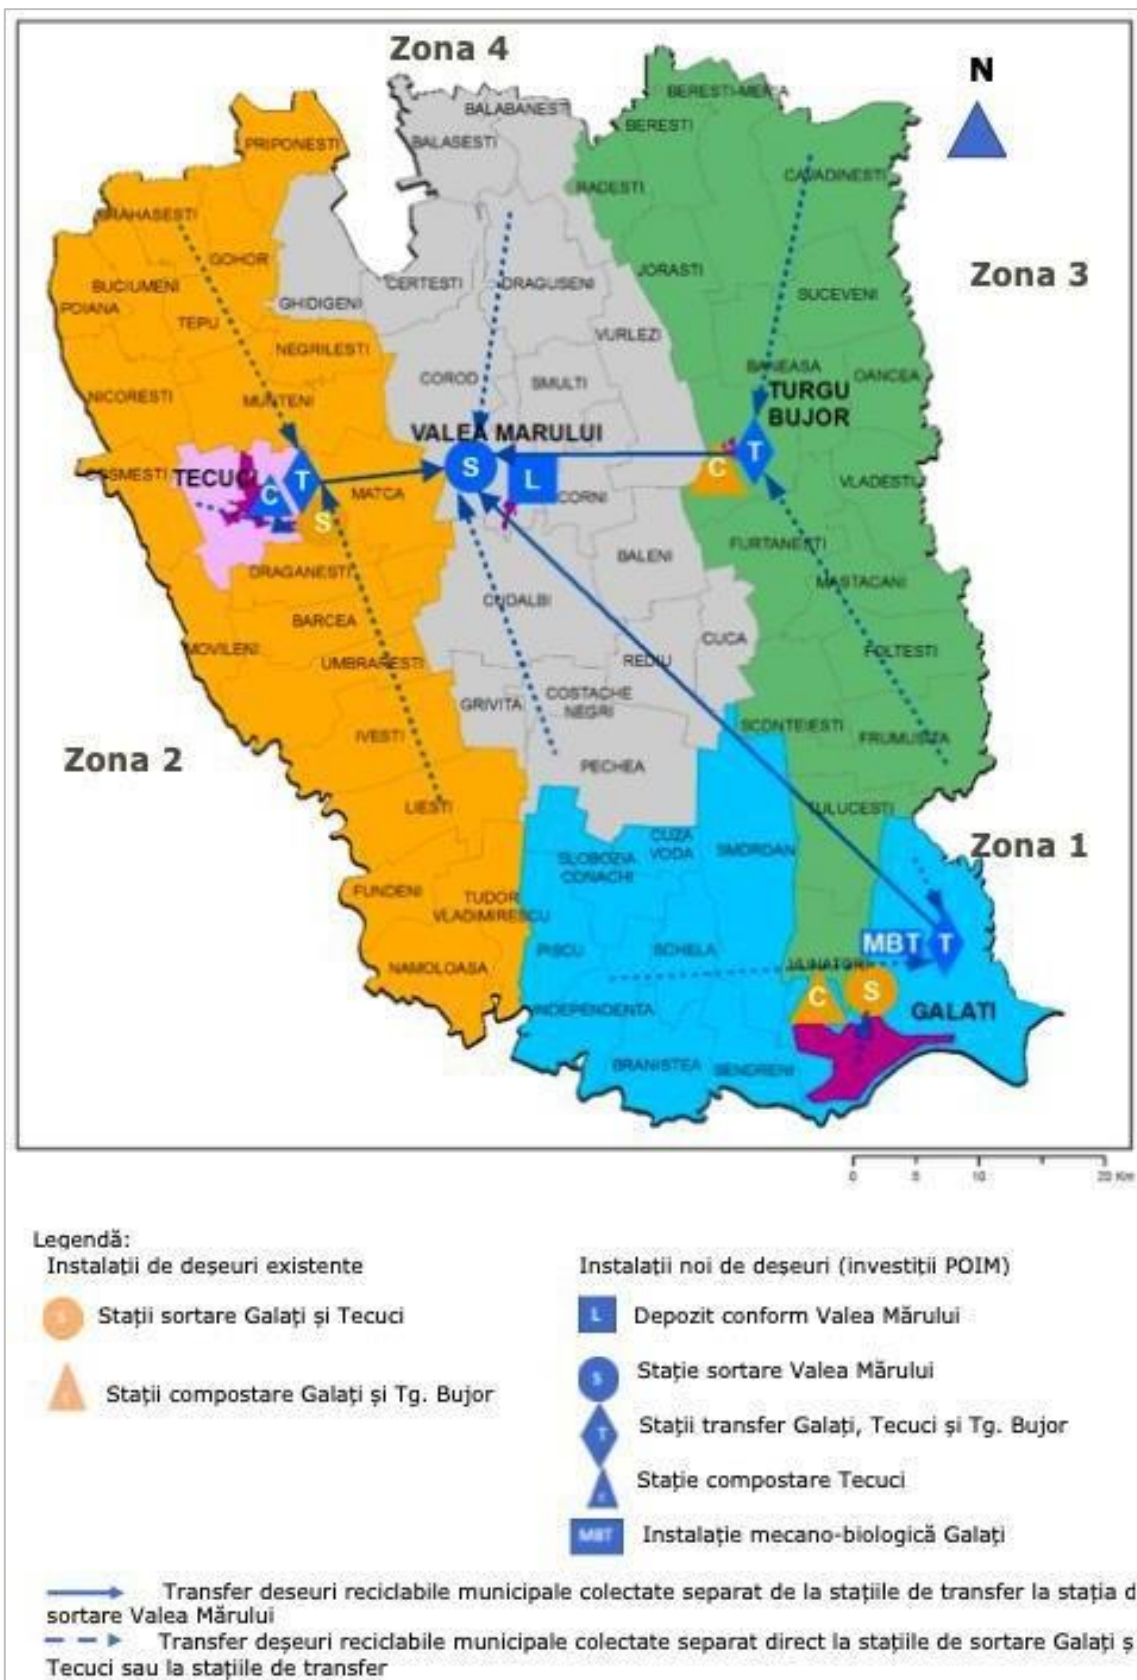 Zona 4
N
BERESTI-MERIA
BALABANESTI
BERESTI
BALASESTI
PRIPONESTI
CAVADINESTI
RADESTI
BRAHASESTI
GOHOR
JORASTI
Zona 3
CERTESTI
DRAGUSENI
BUCIUMENI
SUCEVENI
GHIDIGENI
POIANA
TEPU
VURLEZI
NEGRILESTI
BANEASA
OANCEA
COROD
SMULTI
NICORESTI
MUNTENI
TURGU
BUJOR
VALEA MARULUI
T
S
C
COSMESTI
TECUCI
T
L
MATCA
CORNI
VLADESTI
C
S
FURTANESTI
BALENI
DRAGANESTI
MASTACANI
CUDALBI
BARCEA
CUCA
MOVILENI
FOLTESTI
UMBRARESTI
REDIU
COSTACHE
NEGRI
GRIVITA
SCONTEIESTI
IVESTI
FRUMUSITA
Zona 2
PECHEA
LIESTI
TULUCESTI
CUZA
VODA
SMORDAN
Zona 1
SLOBOZIA
CONACHI
FUNDENI
TUDOR
VLADIMIRESCU
MBT
T
PISCU
SCHELA
NAMOLOASA
C
S
INDEPENDENTA
GALATI
BRANISTEA
SENDRENI
0 5 10 20 Km
Legendă:
Instalații de deșeuri existente
Instalații noi de deșeuri (investiții POIM)
S Stații sortare Galați și Tecuci
L Depozit conform Valea Mărului
S Stație sortare Valea Mărului
Stații compostare Galați și Tg. Bujor
T Stații transfer Galați, Tecuci și Tg. Bujor
C Stație compostare Tecuci
MBT Instalație mecano-biologică Galați
Transfer deseuri reciclabile municipale colectate separat de la stațiile de transfer la stația d
sortare Valea Mărului
Transfer deșeuri reciclabile municipale colectate separat direct la stațiile de sortare Galați ș
Tecuci sau la stațiile de transfer